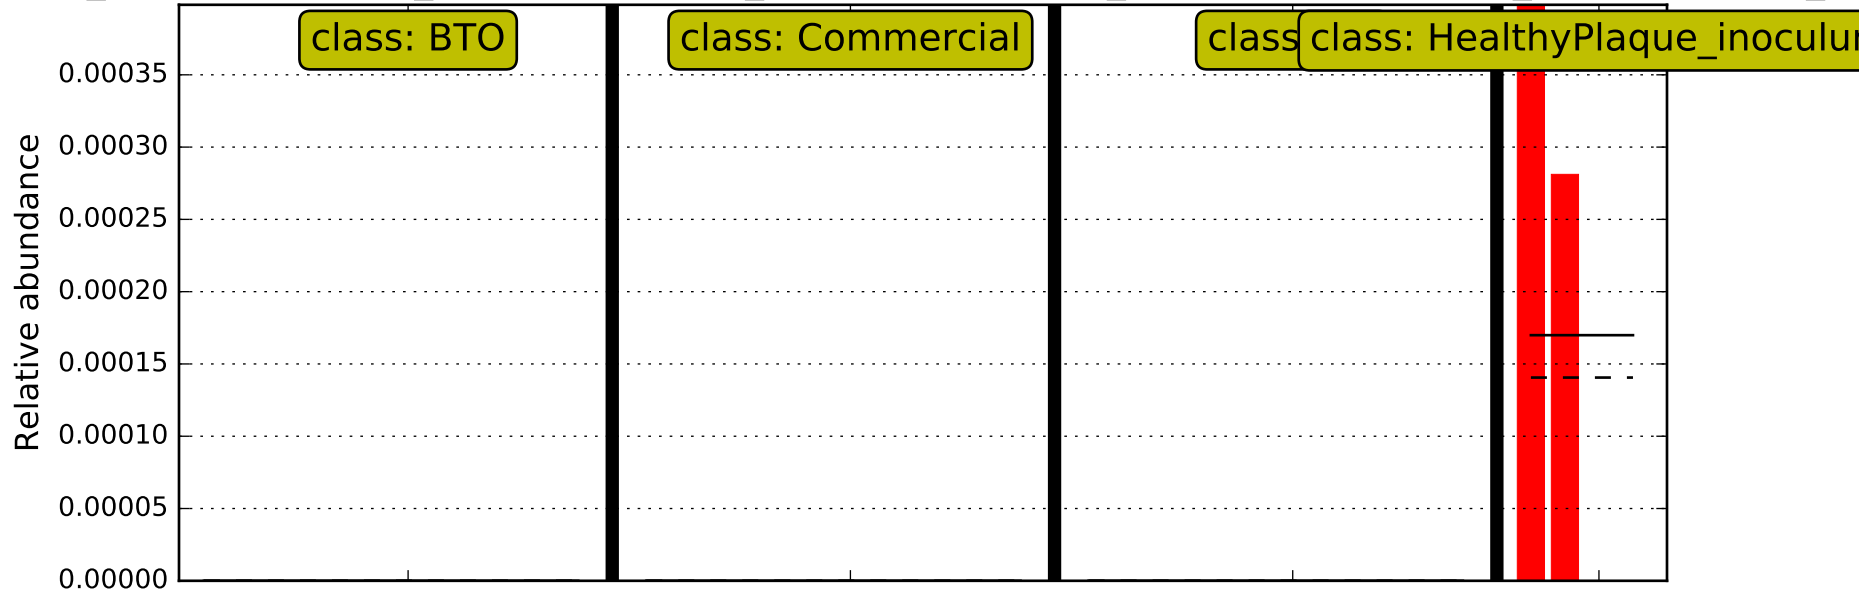 class: BTO
class: Commercial
class
class: HealthyPlaque_inoculu
0.00035
0.00030
0.00025
0.00020
0.00015
0.00010
0.00005
0.00000
Relative abundance